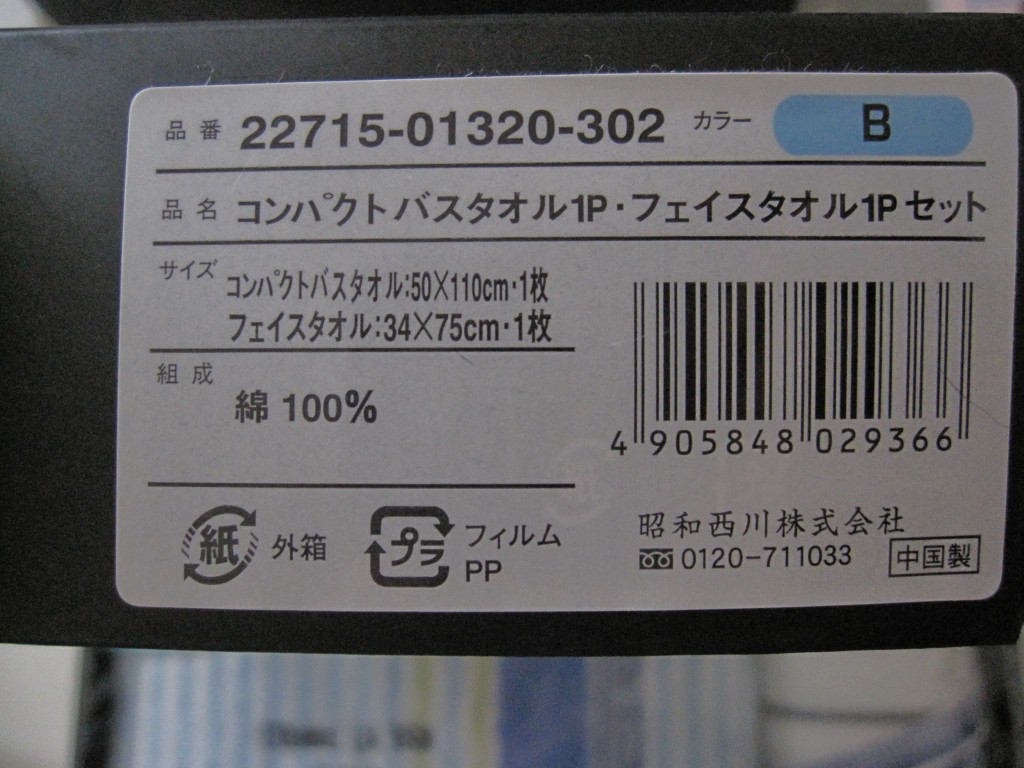 品番 22715-01320-302 カラー B
品名 コンパクトバスタオル1P・フェイスタオル1Pセット
サイズ コンパクトバスタオル:50×110cm・1枚
フェイスタオル:34×75cm・1枚
組成
綿 100%
4 905848 029366
紙 外箱
プラ フィルム
PP
昭和西川株式会社
0120-711033 中国製